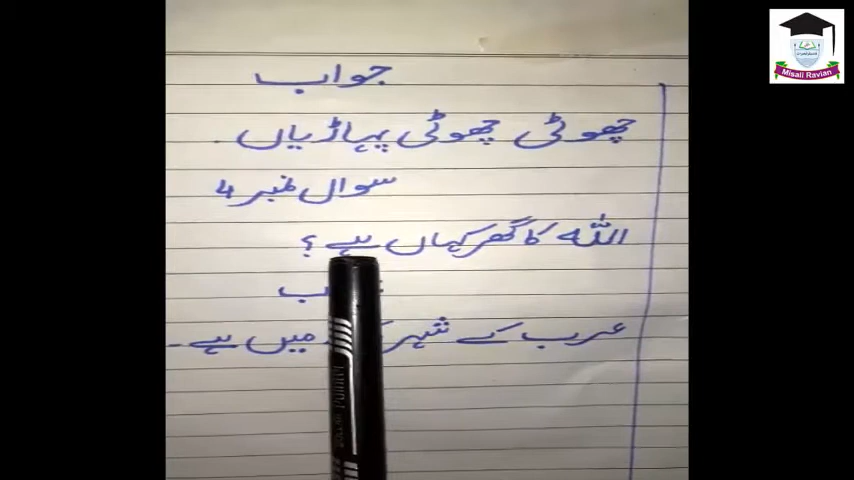 جواب
چھوٹی چھوٹی پہاڑیاں۔
سوال نمبر 4
اللہ کا گھر کہاں ہے؟
عرب کے شہر میں ہے۔
Misali Ravian